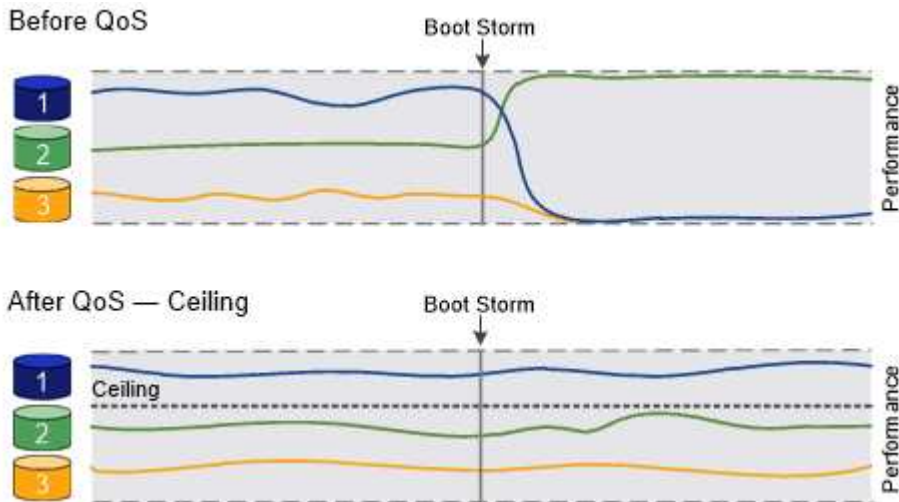 Before QoS
Boot Storm
1
2
3
Performance
After QoS — Ceiling
Boot Storm
1
Ceiling
2
3
Performance